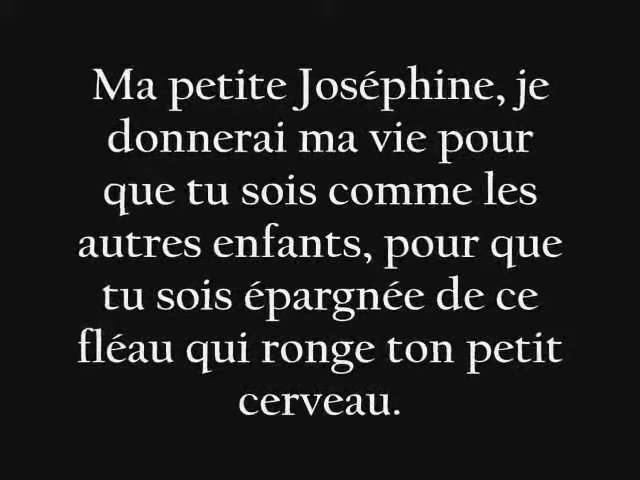 Ma petite Joséphine, je
donnerai ma vie pour
que tu sois comme les
autres enfants, pour que
tu sois épargnée de ce
fléau qui ronge ton petit
cerveau.